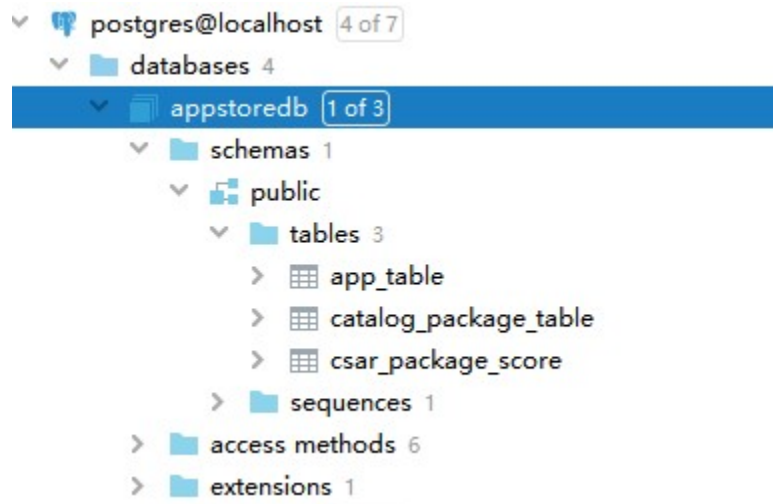 postgres@localhost 4 of 7
databases 4
appstoredb 1 of 3
schemas 1
public
tables 3
app_table
catalog_package_table
csar_package_score
sequences 1
access methods 6
extensions 1